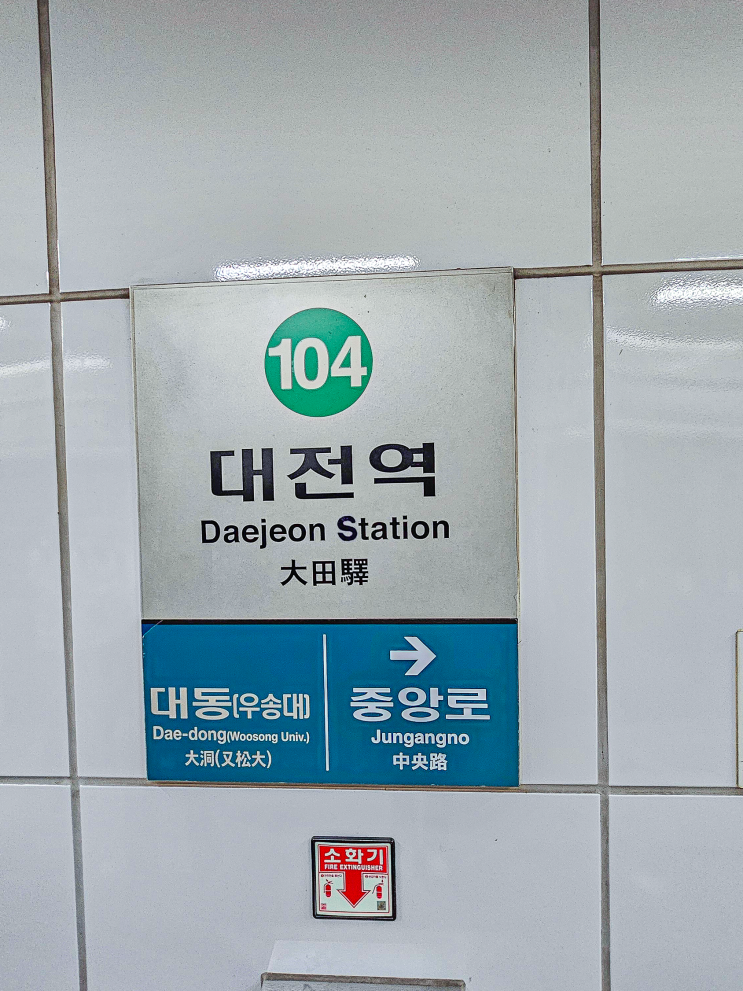 104
대전역
Daejeon Station
大田驛
대동(우송대)
Dae-dong(Woosong Univ.)
大洞(又松大)
→
중앙로
Jungangno
中央路
소화기
FIRE EXTINGUISHER